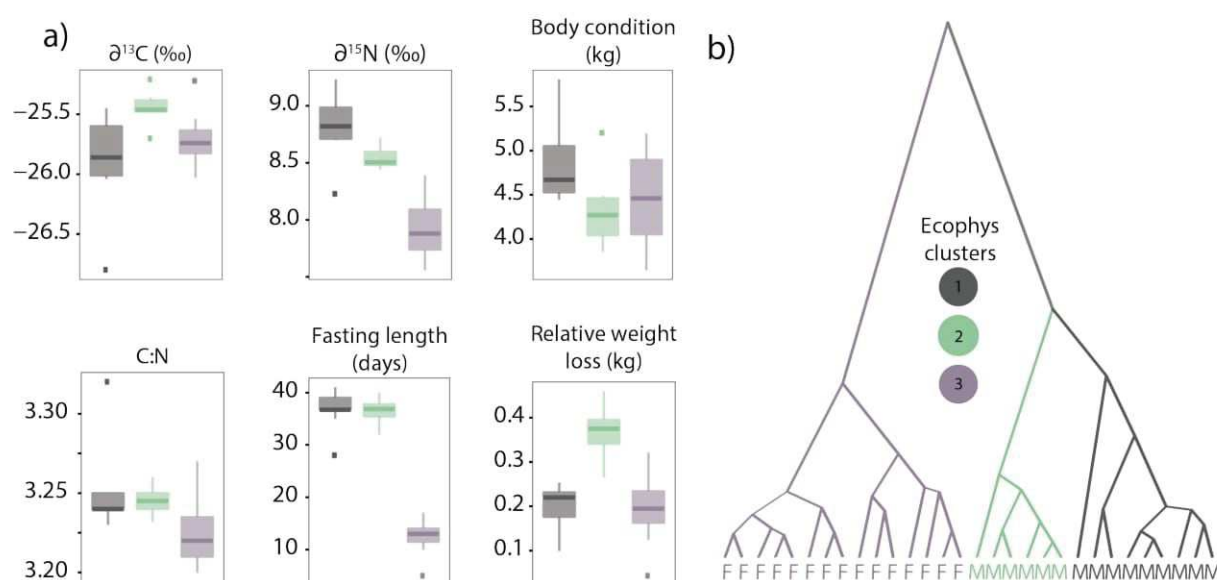 a)
∂¹³C (‰)
−25.5
−26.0
−26.5
∂¹⁵N (‰)
9.0
8.5
8.0
Body condition
(kg)
5.5
5.0
4.5
4.0
C:N
3.30
3.25
3.20
Fasting length
(days)
40
30
20
10
Relative weight
loss (kg)
0.4
0.3
0.2
0.1
b)
Ecophys
clusters
1
2
3
F F F F F F F F F F F F F F F MMMMMMMMMMMMMMM